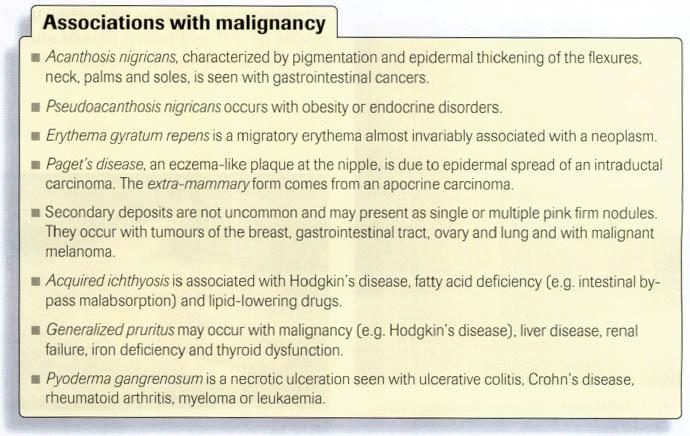 Associations with malignancy
■ Acanthosis nigricans, characterized by pigmentation and epidermal thickening of the flexures,
neck, palms and soles, is seen with gastrointestinal cancers.
■ Pseudoacanthosis nigricans occurs with obesity or endocrine disorders.
■ Erythema gyratum repens is a migratory erythema almost invariably associated with a neoplasm.
■ Paget's disease, an eczema-like plaque at the nipple, is due to epidermal spread of an intraductal
carcinoma. The extra-mammary form comes from an apocrine carcinoma.
■ Secondary deposits are not uncommon and may present as single or multiple pink firm nodules.
They occur with tumours of the breast, gastrointestinal tract, ovary and lung and with malignant
melanoma.
■ Acquired ichthyosis is associated with Hodgkin's disease, fatty acid deficiency (e.g. intestinal by-
pass malabsorption) and lipid-lowering drugs.
■ Generalized pruritus may occur with malignancy (e.g. Hodgkin's disease), liver disease, renal
failure, iron deficiency and thyroid dysfunction.
■ Pyoderma gangrenosum is a necrotic ulceration seen with ulcerative colitis, Crohn's disease,
rheumatoid arthritis, myeloma or leukaemia.